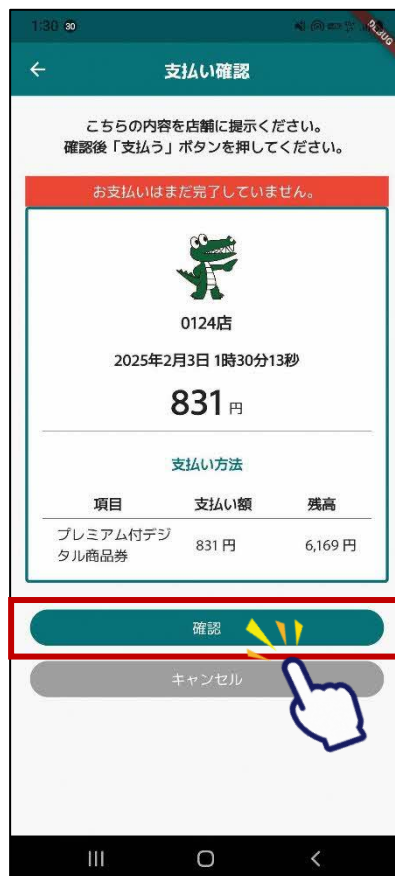 1:30 30
DEBUG
支払い確認
こちらの内容を店舗に提示ください。
確認後「支払う」ボタンを押してください。
お支払いはまだ完了していません。
0124店
2025年2月3日 1時30分13秒
831 円
支払い方法
項目 支払い額 残高
プレミアム付デジ
タル商品券
831 円 6,169 円
確認
キャンセル